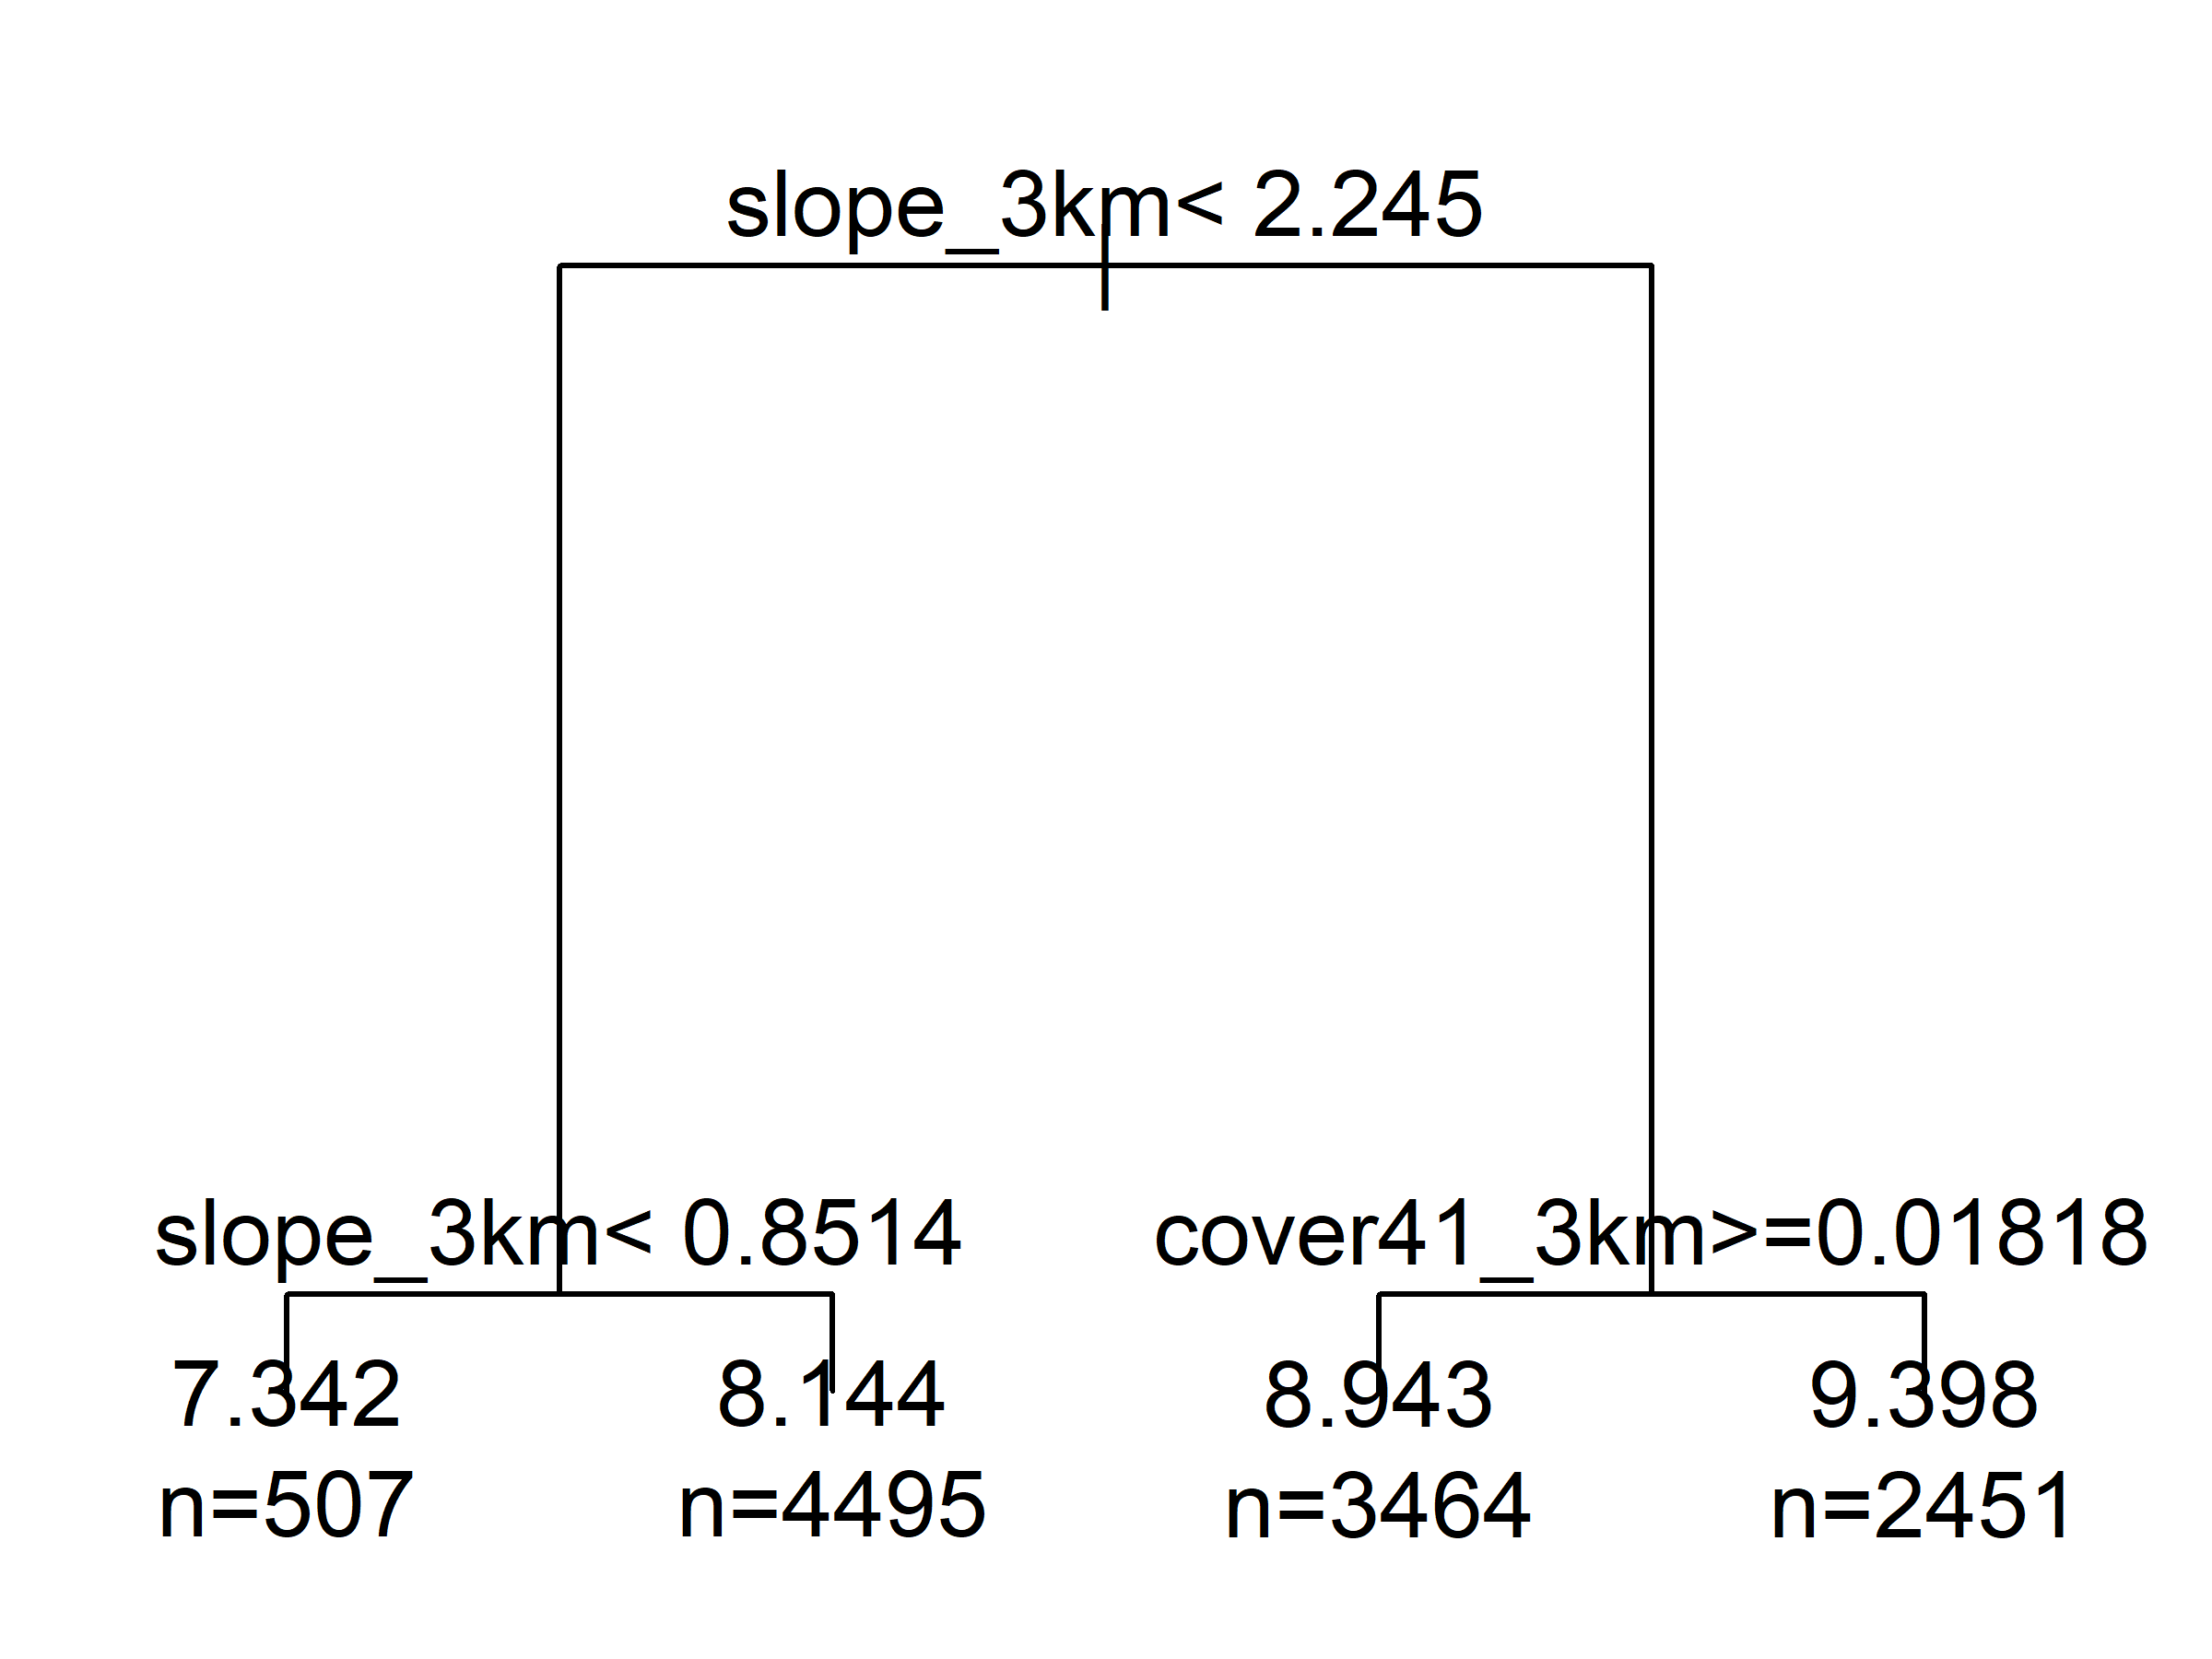 slope_3km< 2.245
slope_3km< 0.8514
cover41_3km>=0.01818
7.342
n=507
8.144
n=4495
8.943
n=3464
9.398
n=2451